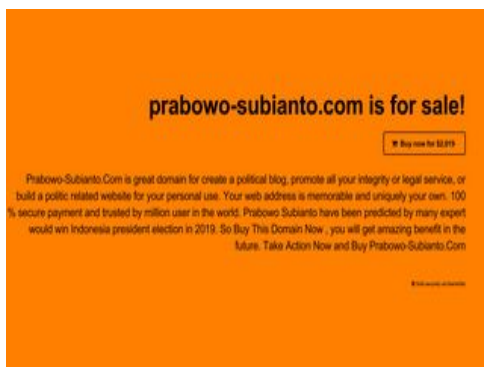 prabowo-subianto.com is for sale!
Buy now for $2,019
Prabowo-Subianto.Com is great domain for create a political blog, promote all your integrity or legal service, or
build a politic related website for your personal use. Your web address is memorable and uniquely your own. 100
% secure payment and trusted by million user in the world. Prabowo Subianto have been predicted by many expert
would win Indonesia president election in 2019. So Buy This Domain Now , you will get amazing benefit in the
future. Take Action Now and Buy Prabowo-Subianto.Com